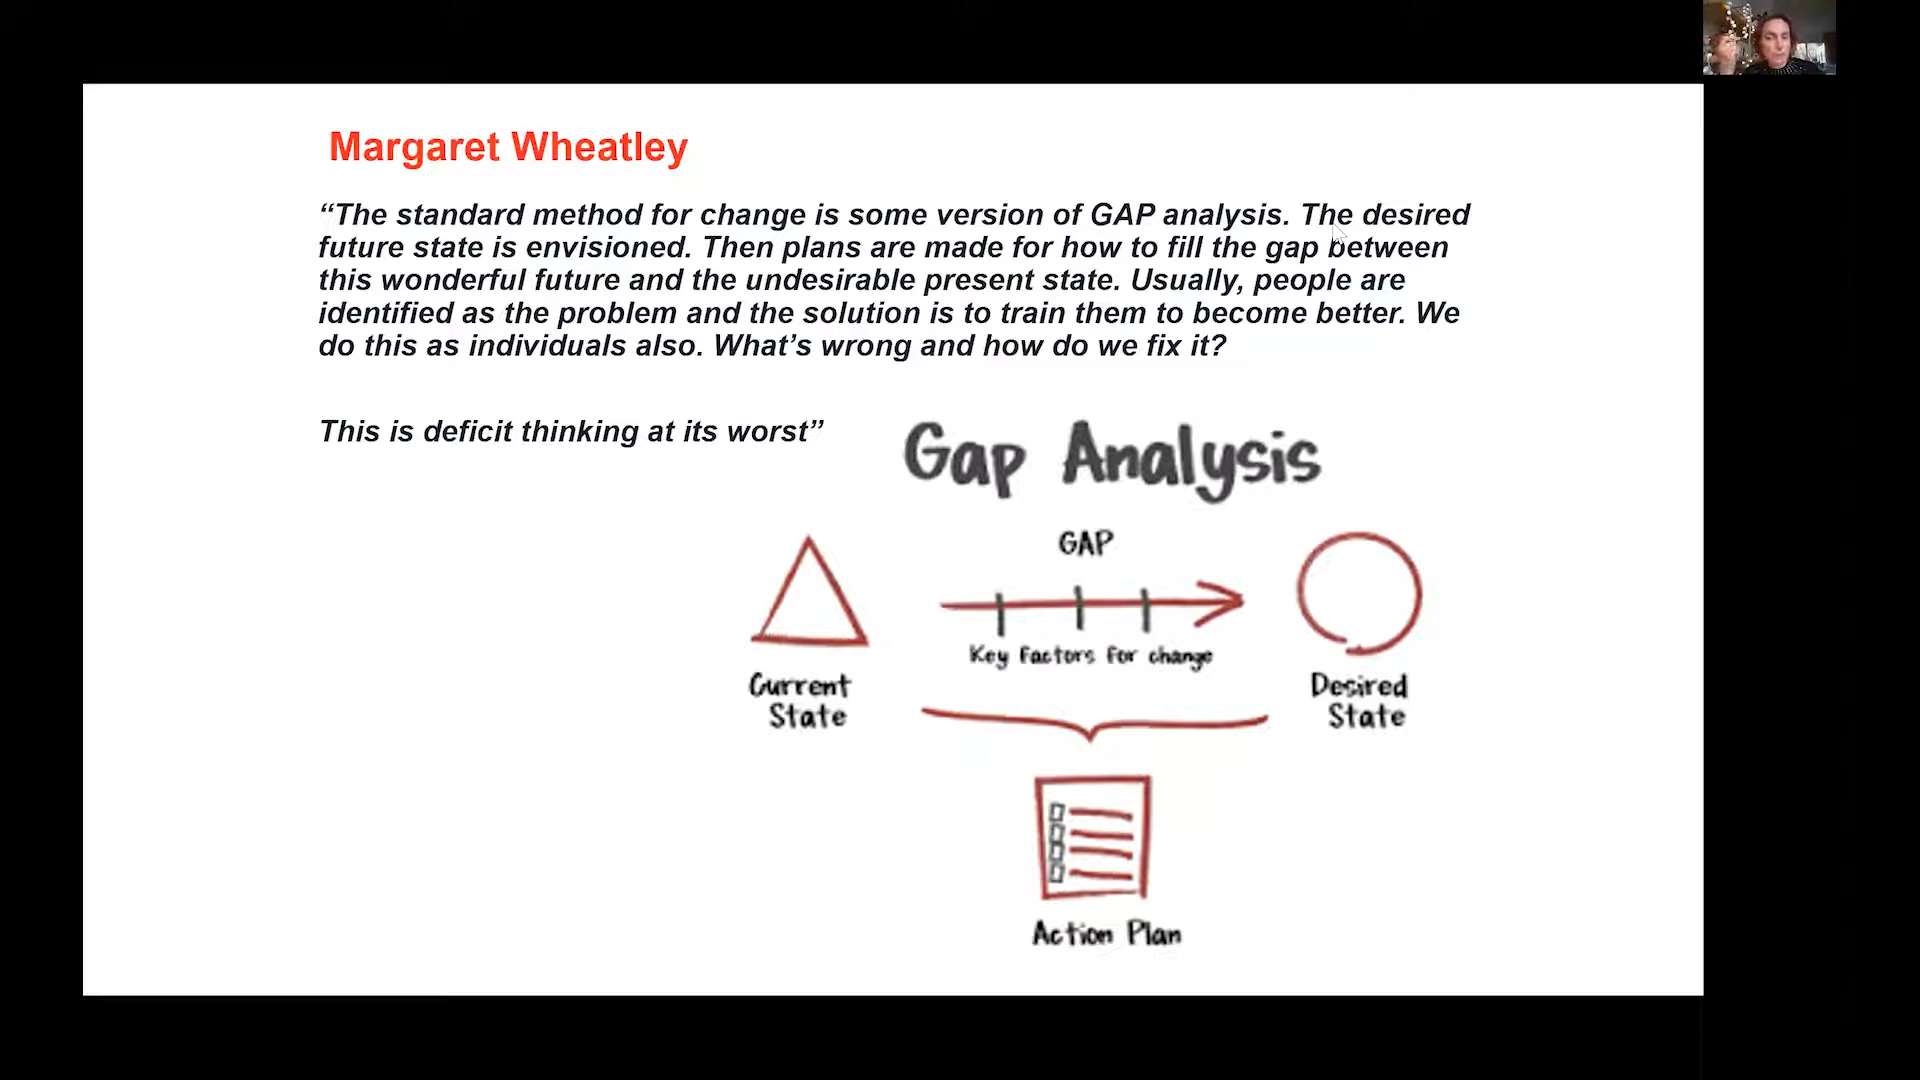 Margaret Wheatley
“The standard method for change is some version of GAP analysis. The desired
future state is envisioned. Then plans are made for how to fill the gap between
this wonderful future and the undesirable present state. Usually, people are
identified as the problem and the solution is to train them to become better. We
do this as individuals also. What’s wrong and how do we fix it?
This is deficit thinking at its worst”
Gap Analysis
GAP
Key Factors for change
Current
State
Desired
State
Action Plan